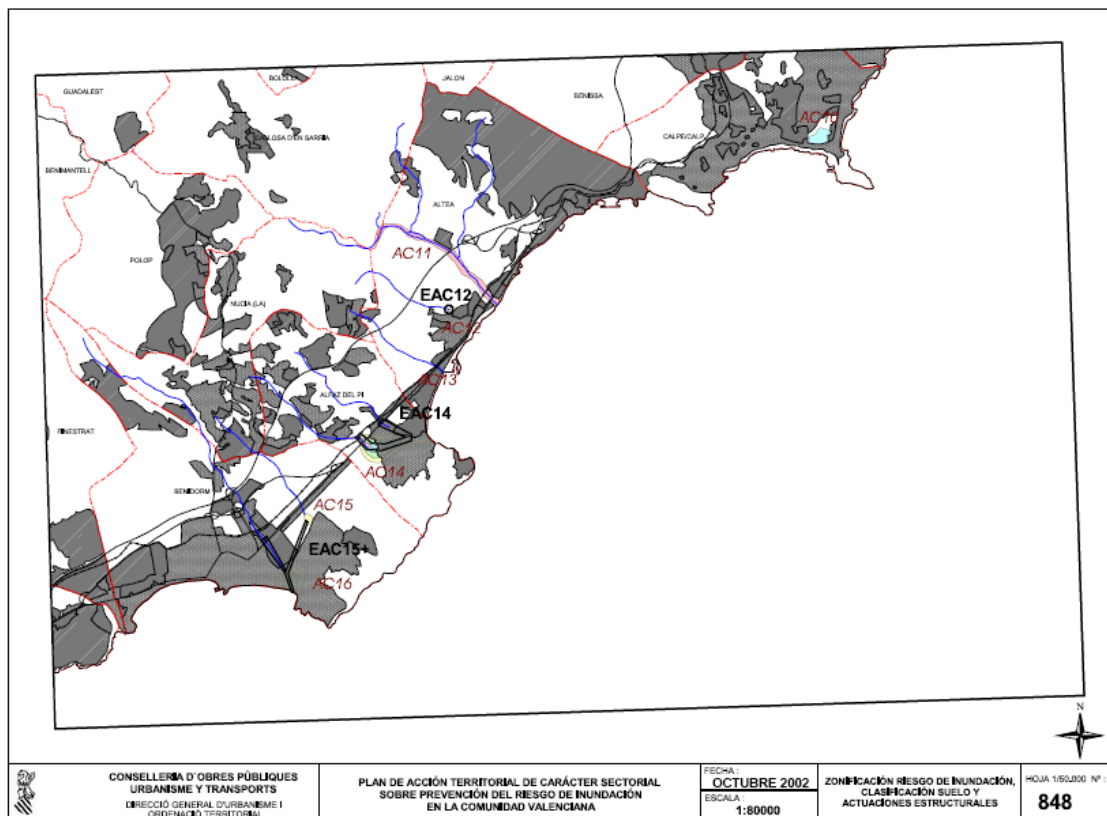 BOLULLA
GUADALEST
JALON
BENISSA
AC10
CALLOSA D'EN SARRIA
CALPE/CALP
BENIMANTELL
ALTEA
AC11
POLOP
EAC12
NUCIA (LA)
AC12
AC13
ALFAZ DEL PI
EAC14
FINESTRAT
AC14
BENIDORM
AC15
EAC15+
AC16
N
CONSELLERIA D'OBRES PÚBLIQUES
URBANISME Y TRANSPORTS
DIRECCIÓ GENERAL D'URBANISME I
ORDENACIÓ TERRITORIAL
PLAN DE ACCIÓN TERRITORIAL DE CARÁCTER SECTORIAL
SOBRE PREVENCIÓN DEL RIESGO DE INUNDACIÓN
EN LA COMUNIDAD VALENCIANA
FECHA :
OCTUBRE 2002
ESCALA :
1:80000
ZONIFICACIÓN RIESGO DE INUNDACIÓN,
CLASIFICACIÓN SUELO Y
ACTUACIONES ESTRUCTURALES
HOJA 1/50.000 Nº :
848